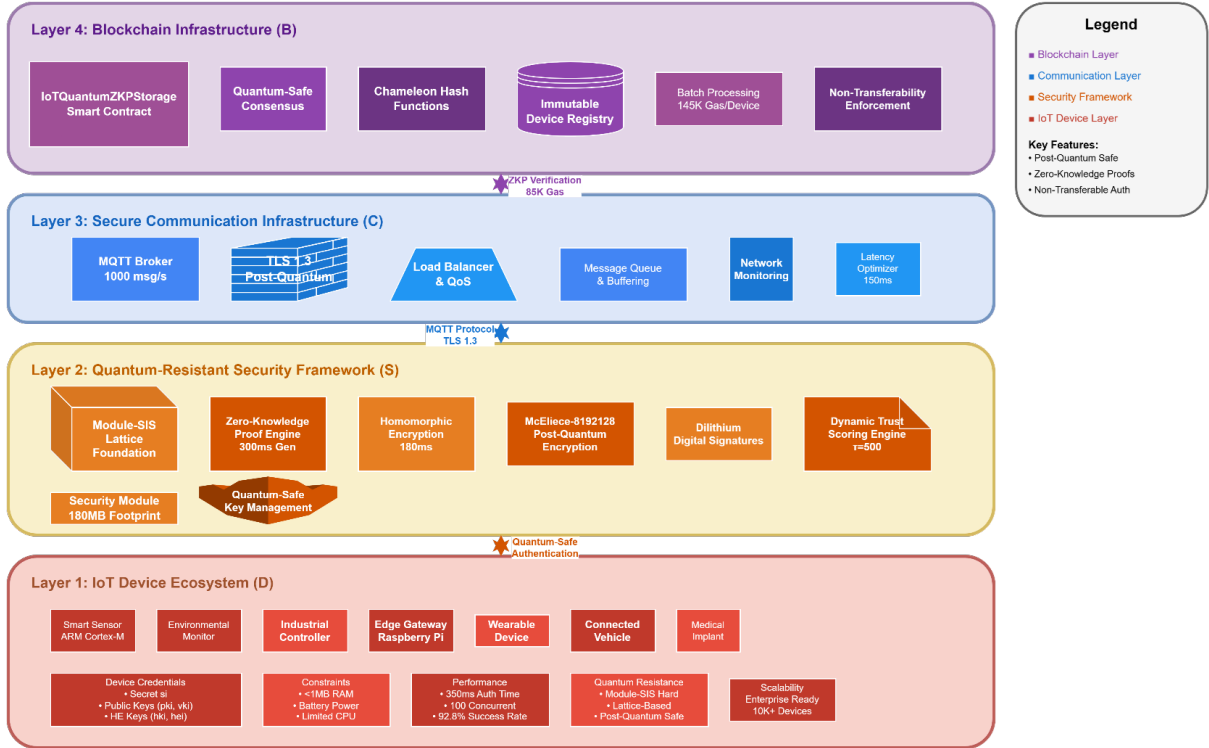 Layer 4: Blockchain Infrastructure (B)
IoTQuantumZKPStorage
Smart Contract
Quantum-Safe
Consensus
Chameleon Hash
Functions
Immutable
Device Registry
Batch Processing
145K Gas/Device
Non-Transferability
Enforcement
ZKP Verification
85K Gas
Layer 3: Secure Communication Infrastructure (C)
MQTT Broker
1000 msg/s
TLS 1.3
Post-Quantum
Load Balancer
& QoS
Message Queue
& Buffering
Network
Monitoring
Latency
Optimizer
150ms
MQTT Protocol
TLS 1.3
Layer 2: Quantum-Resistant Security Framework (S)
Module-SIS
Lattice
Foundation
Zero-Knowledge
Proof Engine
300ms Gen
Homomorphic
Encryption
180ms
McEliece-8192128
Post-Quantum
Encryption
Dilithium
Digital Signatures
Dynamic Trust
Scoring Engine
τ=500
Security Module
180MB Footprint
Quantum-Safe
Key Management
Quantum-Safe
Authentication
Layer 1: IoT Device Ecosystem (D)
Smart Sensor
ARM Cortex-M
Environmental
Monitor
Industrial
Controller
Edge Gateway
Raspberry Pi
Wearable
Device
Connected
Vehicle
Medical
Implant
Device Credentials
• Secret si
• Public Keys (pki, vki)
• HE Keys (hki, hei)
Constraints
• <1MB RAM
• Battery Power
• Limited CPU
Performance
• 350ms Auth Time
• 100 Concurrent
• 92.8% Success Rate
Quantum Resistance
• Module-SIS Hard
• Lattice-Based
• Post-Quantum Safe
Scalability
Enterprise Ready
10K+ Devices
Legend
■ Blockchain Layer
■ Communication Layer
■ Security Framework
■ IoT Device Layer
Key Features:
• Post-Quantum Safe
• Zero-Knowledge Proofs
• Non-Transferable Auth